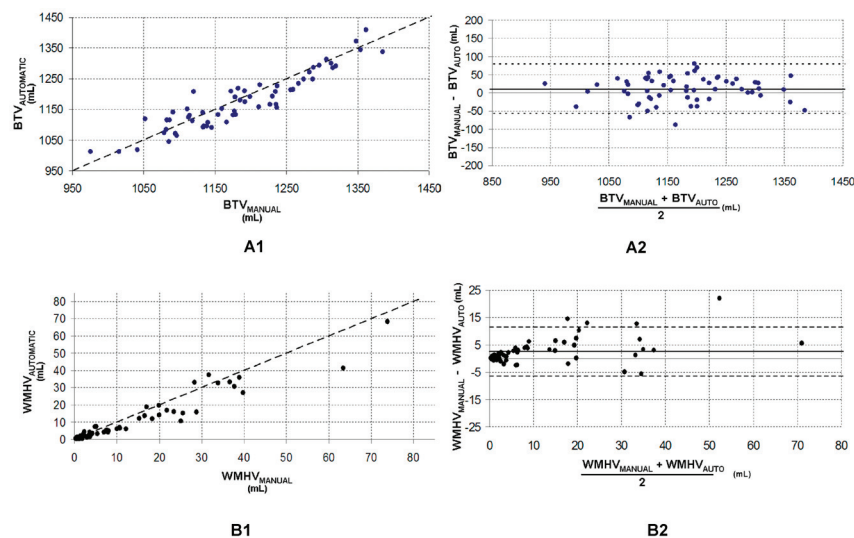 1450
1350
1250
1150
1050
950
BTV_AUTOMATIC
(mL)
950 1050 1150 1250 1350 1450
BTV_MANUAL
(mL)
A1
200
150
100
50
0
-50
-100
-150
-200
BTV_MANUAL - BTV_AUTO (mL)
850 950 1050 1150 1250 1350 1450
BTV_MANUAL + BTV_AUTO (mL)
2
A2
80
70
60
50
40
30
20
10
0
WMHV_AUTOMATIC
(mL)
0 10 20 30 40 50 60 70 80
WMHV_MANUAL
(mL)
B1
25
15
5
-5
-15
-25
WMHV_MANUAL - WMHV_AUTO (mL)
0 10 20 30 40 50 60 70 80
WMHV_MANUAL + WMHV_AUTO (mL)
2
B2